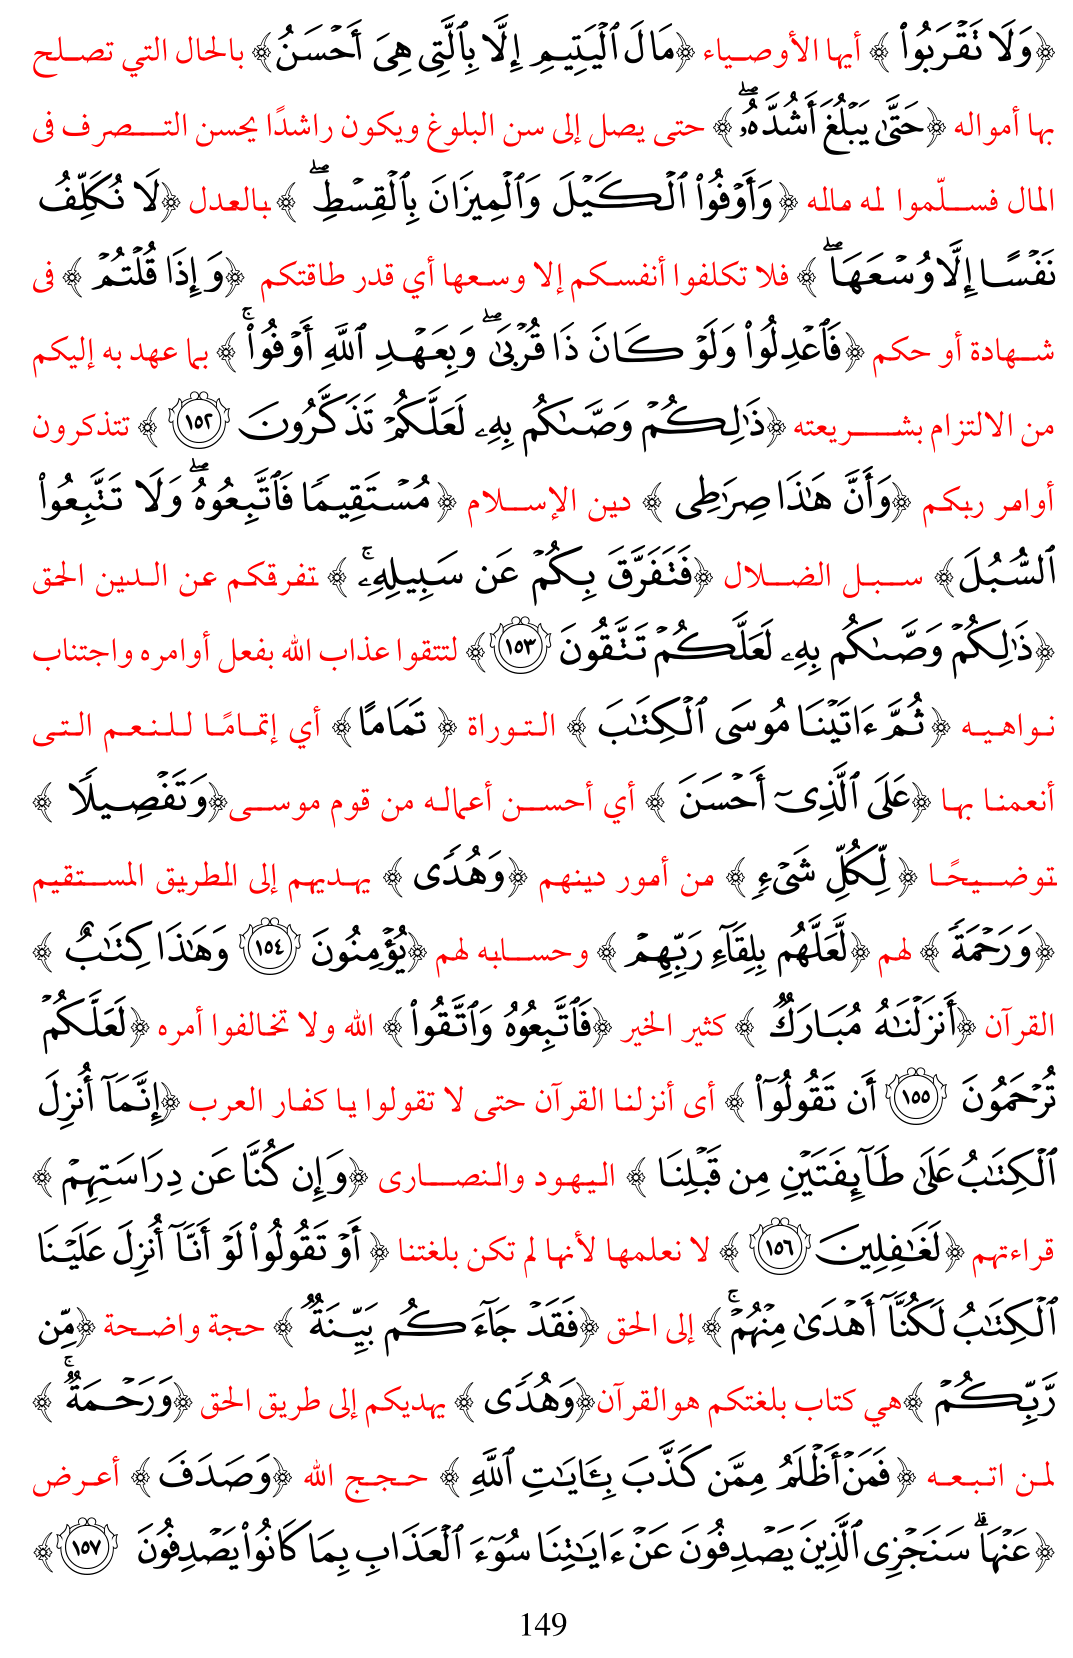 ﴿وَلَا تَقْرَبُوا۟ ﴾ أيها الأوصياء ﴿مَالَ ٱلْيَتِيمِ إِلَّا بِٱلَّتِى هِىَ أَحْسَنُ﴾ بالحال التي تصلح
بها أمواله ﴿حَتَّىٰ يَبْلُغَ أَشُدَّهُۥ ۖ﴾ حتى يصل إلى سن البلوغ ويكون راشدًا يحسن التصرف فى
المال فسلّموا له ماله ﴿وَأَوْفُوا۟ ٱلْكَيْلَ وَٱلْمِيزَانَ بِٱلْقِسْطِ ۖ ﴾ بالعدل ﴿لَا نُكَلِّفُ
نَفْسًا إِلَّا وُسْعَهَا ۖ ﴾ فلا تكلفوا أنفسكم إلا وسعها أي قدر طاقتكم ﴿وَإِذَا قُلْتُمْ ﴾ فى
شهادة أو حكم ﴿فَٱعْدِلُوا۟ وَلَوْ كَانَ ذَا قُرْبَىٰ ۖ وَبِعَهْدِ ٱللَّهِ أَوْفُوا۟ ۚ ﴾ بما عهد به إليكم
من الالتزام بشريعته ﴿ذَٰلِكُمْ وَصَّىٰكُم بِهِۦ لَعَلَّكُمْ تَذَكَّرُونَ ١٥٢ ﴾ تتذكرون
أوامر ربكم ﴿وَأَنَّ هَـٰذَا صِرَٰطِى ﴾ دين الإسلام ﴿مُسْتَقِيمًا فَٱتَّبِعُوهُ ۖ وَلَا تَتَّبِعُوا۟
ٱلسُّبُلَ﴾ سبل الضلال ﴿فَتَفَرَّقَ بِكُمْ عَن سَبِيلِهِۦ ۚ ﴾ تفرقكم عن الدين الحق
﴿ذَٰلِكُمْ وَصَّىٰكُم بِهِۦ لَعَلَّكُمْ تَتَّقُونَ ١٥٣﴾ لتتقوا عذاب الله بفعل أوامره واجتناب
نواهيه ﴿ثُمَّ ءَاتَيْنَا مُوسَى ٱلْكِتَـٰبَ ﴾ التوراة ﴿ تَمَامًا﴾ أي إتمامًا للنعم التى
أنعمنا بها ﴿عَلَى ٱلَّذِىٓ أَحْسَنَ ﴾ أي أحسن أعماله من قوم موسى﴿وَتَفْصِيلًا ﴾
توضيحًا ﴿ لِّكُلِّ شَىْءٍ ﴾ من أمور دينهم ﴿وَهُدًى ﴾ يهديهم إلى الطريق المستقيم
﴿وَرَحْمَةً ﴾ لهم ﴿لَّعَلَّهُم بِلِقَآءِ رَبِّهِمْ ﴾ وحسابه لهم ﴿يُؤْمِنُونَ ١٥٤ وَهَـٰذَا كِتَـٰبٌ ﴾
القرآن ﴿أَنزَلْنَـٰهُ مُبَارَكٌ ﴾ كثير الخير ﴿فَٱتَّبِعُوهُ وَٱتَّقُوا۟ ﴾ الله ولا تخالفوا أمره ﴿لَعَلَّكُمْ
تُرْحَمُونَ ١٥٥ أَن تَقُولُوٓا۟ ﴾ أى أنزلنا القرآن حتى لا تقولوا يا كفار العرب ﴿إِنَّمَآ أُنزِلَ
ٱلْكِتَـٰبُ عَلَىٰ طَآئِفَتَيْنِ مِن قَبْلِنَا ﴾ اليهود والنصارى ﴿وَإِن كُنَّا عَن دِرَاسَتِهِمْ ﴾
قراءتهم ﴿لَغَـٰفِلِينَ ١٥٦ ﴾ لا نعلمها لأنها لم تكن بلغتنا ﴿ أَوْ تَقُولُوا۟ لَوْ أَنَّآ أُنزِلَ عَلَيْنَا
ٱلْكِتَـٰبُ لَكُنَّآ أَهْدَىٰ مِنْهُمْ ۚ ﴾ إلى الحق ﴿فَقَدْ جَآءَكُم بَيِّنَةٌ ﴾ حجة واضحة ﴿مِّن
رَّبِّكُمْ ﴾هي كتاب بلغتكم هوالقرآن﴿وَهُدًى ﴾ يهديكم إلى طريق الحق ﴿وَرَحْمَةٌ ۚ ﴾
لمن اتبعه ﴿ فَمَنْ أَظْلَمُ مِمَّن كَذَّبَ بِـَٔايَـٰتِ ٱللَّهِ ﴾ حجج الله ﴿وَصَدَفَ ﴾ أعرض
﴿عَنْهَا ۗ سَنَجْزِى ٱلَّذِينَ يَصْدِفُونَ عَنْ ءَايَـٰتِنَا سُوٓءَ ٱلْعَذَابِ بِمَا كَانُوا۟ يَصْدِفُونَ ١٥٧﴾
149